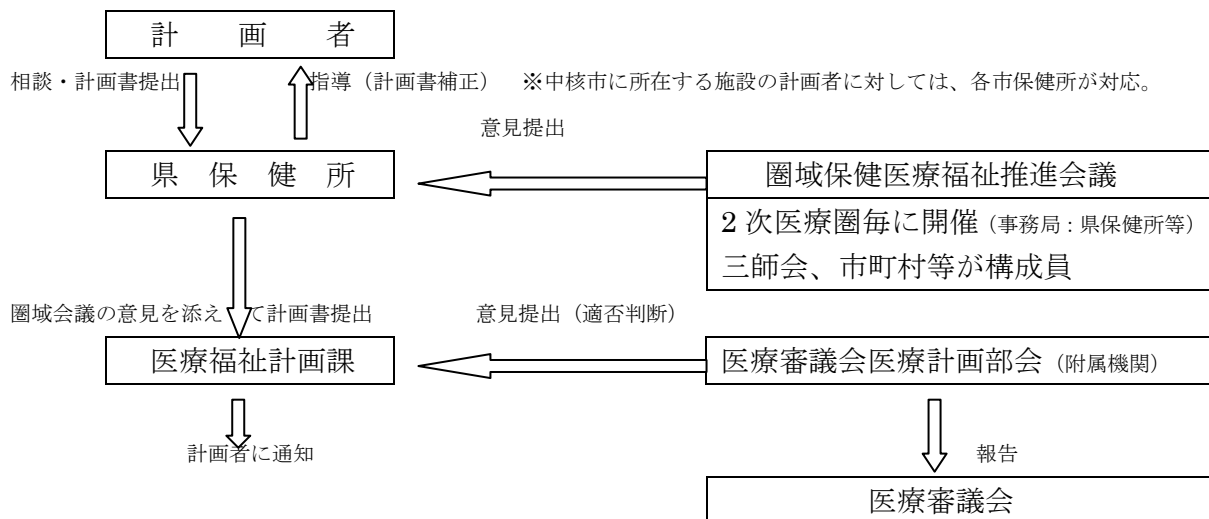 計画者
相談・計画書提出
指導（計画書補正）
※中核市に所在する施設の計画者に対しては、各市保健所が対応。
意見提出
県保健所
圏域保健医療福祉推進会議
2次医療圏毎に開催（事務局：県保健所等）
三師会、市町村等が構成員
圏域会議の意見を添えて計画書提出
意見提出（適否判断）
医療福祉計画課
医療審議会医療計画部会（附属機関）
計画者に通知
報告
医療審議会